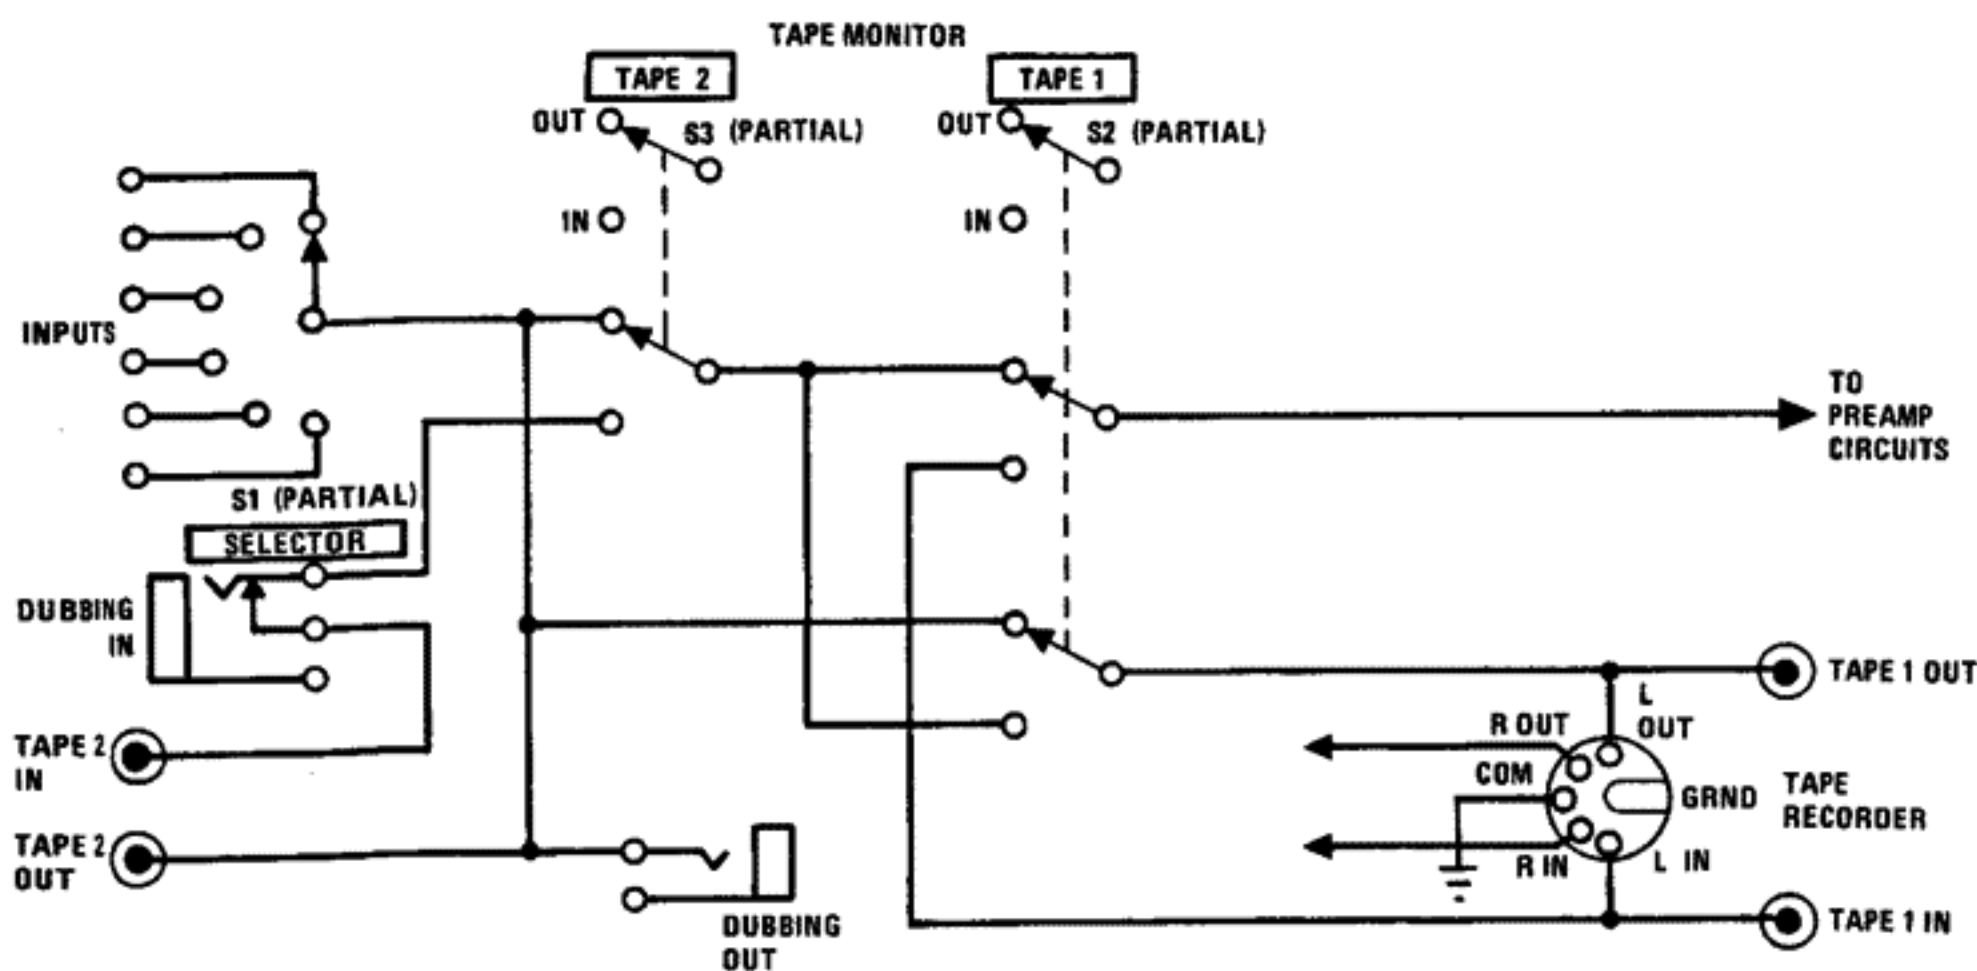 TAPE MONITOR
TAPE 2
TAPE 1
OUT
S3 (PARTIAL)
OUT
S2 (PARTIAL)
IN
IN
INPUTS
TO
PREAMP
CIRCUITS
S1 (PARTIAL)
SELECTOR
DUBBING
IN
TAPE 1 OUT
L
OUT
R OUT
TAPE 2
IN
COM
GRND
TAPE
RECORDER
TAPE 2
OUT
R IN
L IN
DUBBING
OUT
TAPE 1 IN